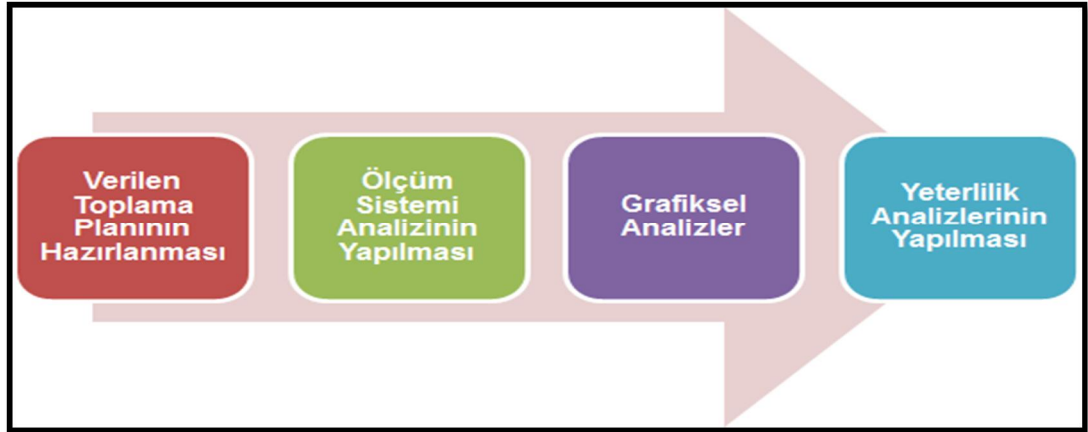 Verilen
Toplama
Planının
Hazırlanması
Ölçüm
Sistemi
Analizinin
Yapılması
Grafiksel
Analizler
Yeterlilik
Analizlerinin
Yapılması